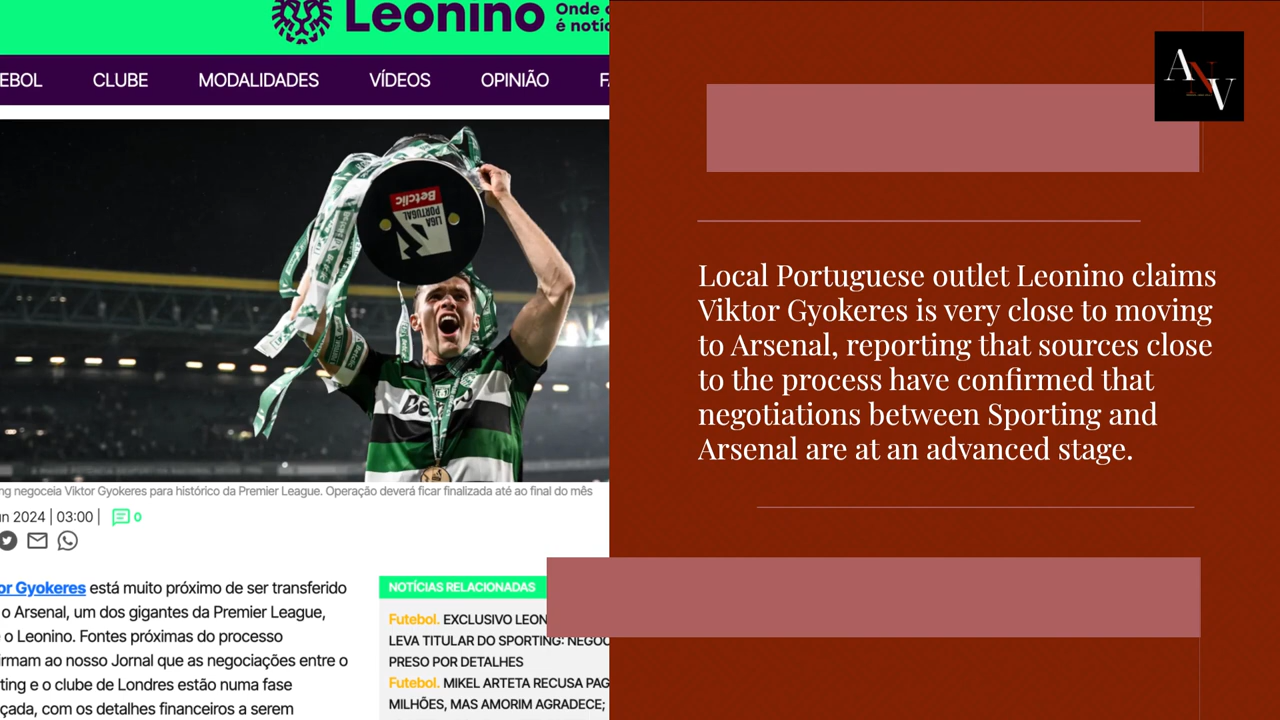 Leonino
Onde
é notíc
EBOL CLUBE MODALIDADES VÍDEOS OPINIÃO
Betclic
LIGA
PORTUGAL
ng negoceia Viktor Gyokeres para histórico da Premier League. Operação deverá ficar finalizada até ao final do mês
un 2024 | 03:00 | 0
or Gyokeres está muito próximo de ser transferido
o Arsenal, um dos gigantes da Premier League,
o Leonino. Fontes próximas do processo
irmam ao nosso Jornal que as negociações entre o
ting e o clube de Londres estão numa fase
çada, com os detalhes financeiros a serem
NOTÍCIAS RELACIONADAS
Futebol. EXCLUSIVO LEON
LEVA TITULAR DO SPORTING: NEGOC
PRESO POR DETALHES
Futebol. MIKEL ARTETA RECUSA PAG
MILHÕES, MAS AMORIM AGRADECE;
ANV
Local Portuguese outlet Leonino claims
Viktor Gyokeres is very close to moving
to Arsenal, reporting that sources close
to the process have confirmed that
negotiations between Sporting and
Arsenal are at an advanced stage.